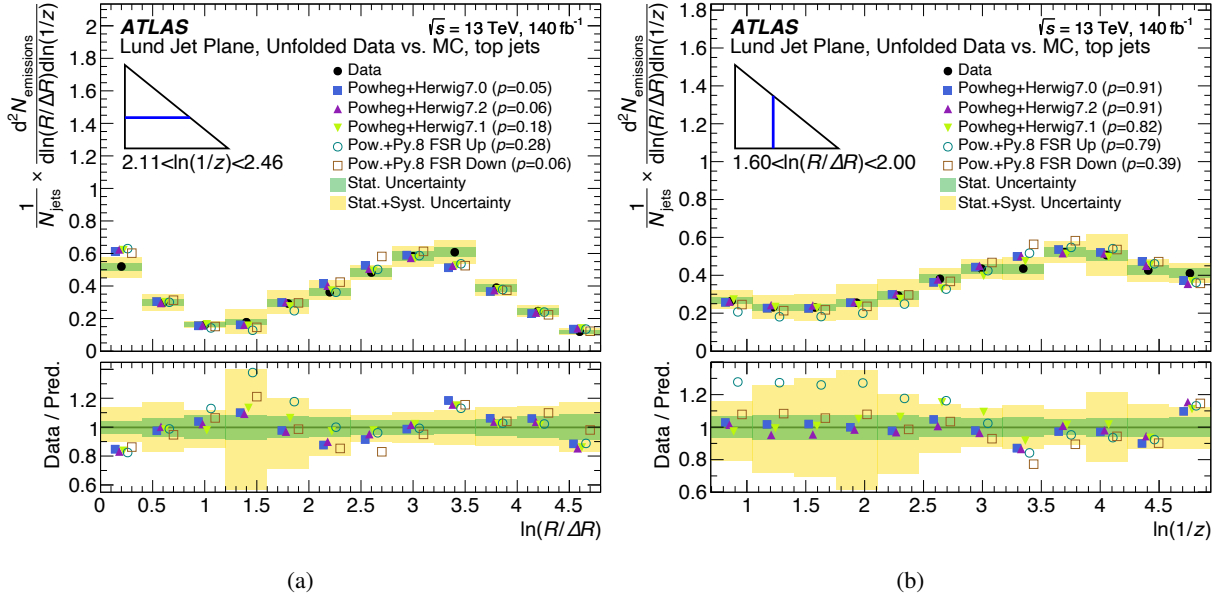 ATLAS
√s = 13 TeV, 140 fb⁻¹
Lund Jet Plane, Unfolded Data vs. MC, top jets
Data
Powheg+Herwig7.0 (p=0.05)
Powheg+Herwig7.2 (p=0.06)
Powheg+Herwig7.1 (p=0.18)
Pow.+Py.8 FSR Up (p=0.28)
Pow.+Py.8 FSR Down (p=0.06)
Stat. Uncertainty
Stat.+Syst. Uncertainty
2.11<ln(1/z)<2.46
1/N_jets × d²N_emissions/dln(R/ΔR)dln(1/z)
2
1.8
1.6
1.4
1.2
1
0.8
0.6
0.4
0.2
0
Data / Pred.
1.2
1
0.8
0.6
0 0.5 1 1.5 2 2.5 3 3.5 4 4.5
ln(R/ΔR)
(a)
ATLAS
√s = 13 TeV, 140 fb⁻¹
Lund Jet Plane, Unfolded Data vs. MC, top jets
Data
Powheg+Herwig7.0 (p=0.91)
Powheg+Herwig7.2 (p=0.91)
Powheg+Herwig7.1 (p=0.82)
Pow.+Py.8 FSR Up (p=0.79)
Pow.+Py.8 FSR Down (p=0.39)
Stat. Uncertainty
Stat.+Syst. Uncertainty
1.60<ln(R/ΔR)<2.00
1/N_jets × d²N_emissions/dln(R/ΔR)dln(1/z)
1.8
1.6
1.4
1.2
1
0.8
0.6
0.4
0.2
0
Data / Pred.
1.2
1
0.8
0.6
1 1.5 2 2.5 3 3.5 4 4.5
ln(1/z)
(b)